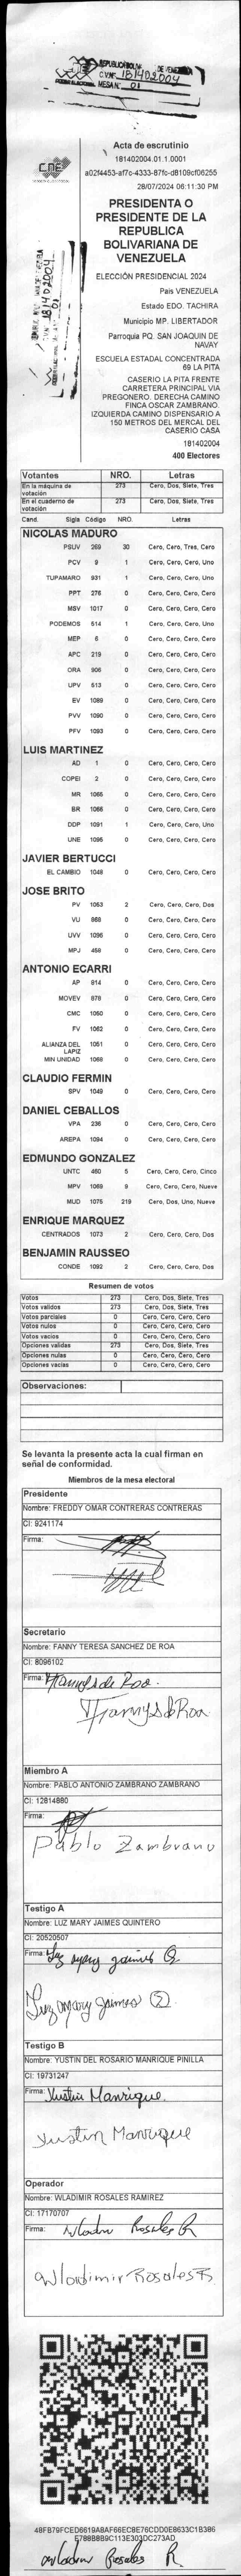 REPUBLICA BOLIV. DE VENEZUELA
C.V.Nº. 181402004
MESA Nº. 01
CNE
PODER ELECTORAL
Acta de escrutinio
181402004.01.1.0001
a02f4453-af7c-4333-87fc-d8109cf06255
28/07/2024 06:11:30 PM
PRESIDENTA O
PRESIDENTE DE LA
REPUBLICA
BOLIVARIANA DE
VENEZUELA
ELECCIÓN PRESIDENCIAL 2024
Pais VENEZUELA
Estado EDO. TACHIRA
Municipio MP. LIBERTADOR
Parroquia PQ. SAN JOAQUIN DE
NAVAY
ESCUELA ESTADAL CONCENTRADA
69 LA PITA
CASERIO LA PITA FRENTE
CARRETERA PRINCIPAL VIA
PREGONERO. DERECHA CAMINO
FINCA OSCAR ZAMBRANO.
IZQUIERDA CAMINO DISPENSARIO A
150 METROS DEL MERCAL DEL
CASERIO CASA
181402004
400 Electores
Votantes NRO. Letras
En la máquina de votación 273 Cero, Dos, Siete, Tres
En el cuaderno de votación 273 Cero, Dos, Siete, Tres
Cand. Sigla Código NRO. Letras
NICOLAS MADURO
PSUV 269 30 Cero, Cero, Tres, Cero
PCV 9 1 Cero, Cero, Cero, Uno
TUPAMARO 931 1 Cero, Cero, Cero, Uno
PPT 276 0 Cero, Cero, Cero, Cero
MSV 1017 0 Cero, Cero, Cero, Cero
PODEMOS 514 1 Cero, Cero, Cero, Uno
MEP 6 0 Cero, Cero, Cero, Cero
APC 219 0 Cero, Cero, Cero, Cero
ORA 906 0 Cero, Cero, Cero, Cero
UPV 513 0 Cero, Cero, Cero, Cero
EV 1089 0 Cero, Cero, Cero, Cero
PVV 1090 0 Cero, Cero, Cero, Cero
PFV 1093 0 Cero, Cero, Cero, Cero
LUIS MARTINEZ
AD 1 0 Cero, Cero, Cero, Cero
COPEI 2 0 Cero, Cero, Cero, Cero
MR 1065 0 Cero, Cero, Cero, Cero
BR 1066 0 Cero, Cero, Cero, Cero
DDP 1091 1 Cero, Cero, Cero, Uno
UNE 1095 0 Cero, Cero, Cero, Cero
JAVIER BERTUCCI
EL CAMBIO 1048 0 Cero, Cero, Cero, Cero
JOSE BRITO
PV 1053 2 Cero, Cero, Cero, Dos
VU 868 0 Cero, Cero, Cero, Cero
UVV 1096 0 Cero, Cero, Cero, Cero
MPJ 458 0 Cero, Cero, Cero, Cero
ANTONIO ECARRI
AP 814 0 Cero, Cero, Cero, Cero
MOVEV 878 0 Cero, Cero, Cero, Cero
CMC 1050 0 Cero, Cero, Cero, Cero
FV 1062 0 Cero, Cero, Cero, Cero
ALIANZA DEL LAPIZ 1051 0 Cero, Cero, Cero, Cero
MIN UNIDAD 1068 0 Cero, Cero, Cero, Cero
CLAUDIO FERMIN
SPV 1049 0 Cero, Cero, Cero, Cero
DANIEL CEBALLOS
VPA 236 0 Cero, Cero, Cero, Cero
AREPA 1094 0 Cero, Cero, Cero, Cero
EDMUNDO GONZALEZ
UNTC 460 5 Cero, Cero, Cero, Cinco
MPV 1069 9 Cero, Cero, Cero, Nueve
MUD 1075 219 Cero, Dos, Uno, Nueve
ENRIQUE MARQUEZ
CENTRADOS 1073 2 Cero, Cero, Cero, Dos
BENJAMIN RAUSSEO
CONDE 1092 2 Cero, Cero, Cero, Dos
Resumen de votos
Votos 273 Cero, Dos, Siete, Tres
Votos validos 273 Cero, Dos, Siete, Tres
Votos parciales 0 Cero, Cero, Cero, Cero
Votos nulos 0 Cero, Cero, Cero, Cero
Votos vacios 0 Cero, Cero, Cero, Cero
Opciones validas 273 Cero, Dos, Siete, Tres
Opciones nulas 0 Cero, Cero, Cero, Cero
Opciones vacias 0 Cero, Cero, Cero, Cero
Observaciones:
Se levanta la presente acta la cual firman en
señal de conformidad.
Miembros de la mesa electoral
Presidente
Nombre: FREDDY OMAR CONTRERAS CONTRERAS
CI: 9241174
Firma:
Secretario
Nombre: FANNY TERESA SANCHEZ DE ROA
CI: 8096102
Firma: Fannys de Roa.
Fannys de Roa
Miembro A
Nombre: PABLO ANTONIO ZAMBRANO ZAMBRANO
CI: 12814880
Firma:
Pablo Zambrano
Testigo A
Nombre: LUZ MARY JAIMES QUINTERO
CI: 20520507
Firma: Luz mary jaimes Q
Luz mary jaimes Q.
Testigo B
Nombre: YUSTIN DEL ROSARIO MANRIQUE PINILLA
CI: 19731247
Firma: Yustin Manrique.
Yustin Manrique
Operador
Nombre: WLADIMIR ROSALES RAMIREZ
CI: 17170707
Firma: Wladimir Rosales R
Wladimir Rosales R
48FB79FCED6619A8AF66EC8E76CDD0E8633C1B386
E788B8B9C113E303DC273AD
Wladimir Rosales R.